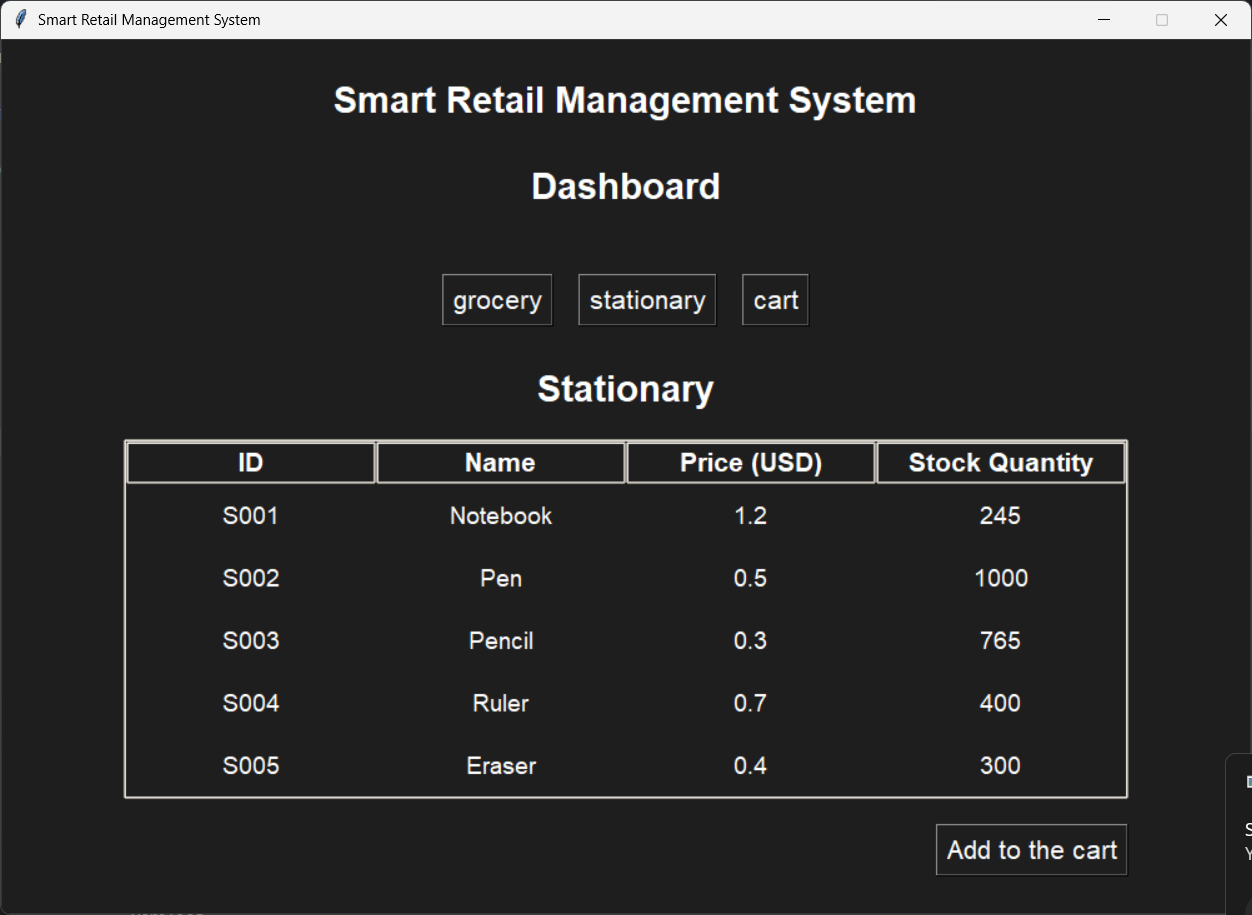 Smart Retail Management System
Smart Retail Management System
Dashboard
grocery stationary cart
Stationary
ID Name Price (USD) Stock Quantity
S001 Notebook 1.2 245
S002 Pen 0.5 1000
S003 Pencil 0.3 765
S004 Ruler 0.7 400
S005 Eraser 0.4 300
Add to the cart